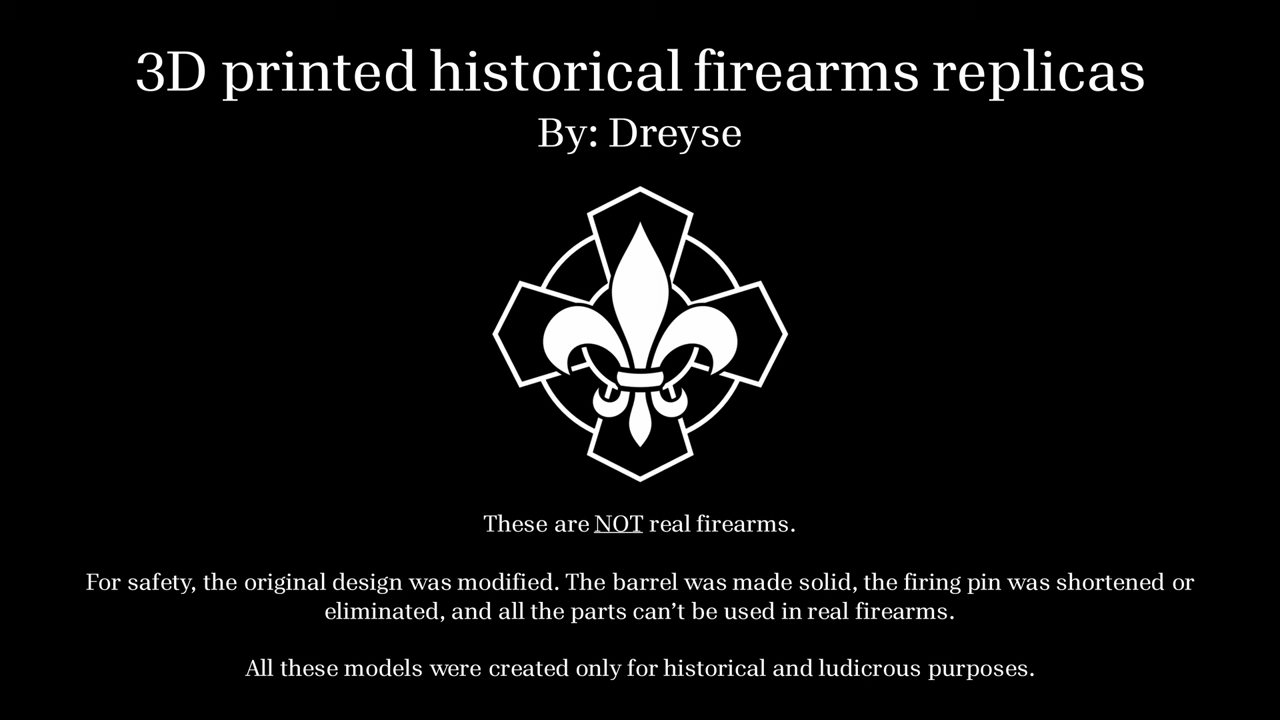 3D printed historical firearms replicas
By: Dreyse
These are NOT real firearms.
For safety, the original design was modified. The barrel was made solid, the firing pin was shortened or
eliminated, and all the parts can’t be used in real firearms.
All these models were created only for historical and ludicrous purposes.